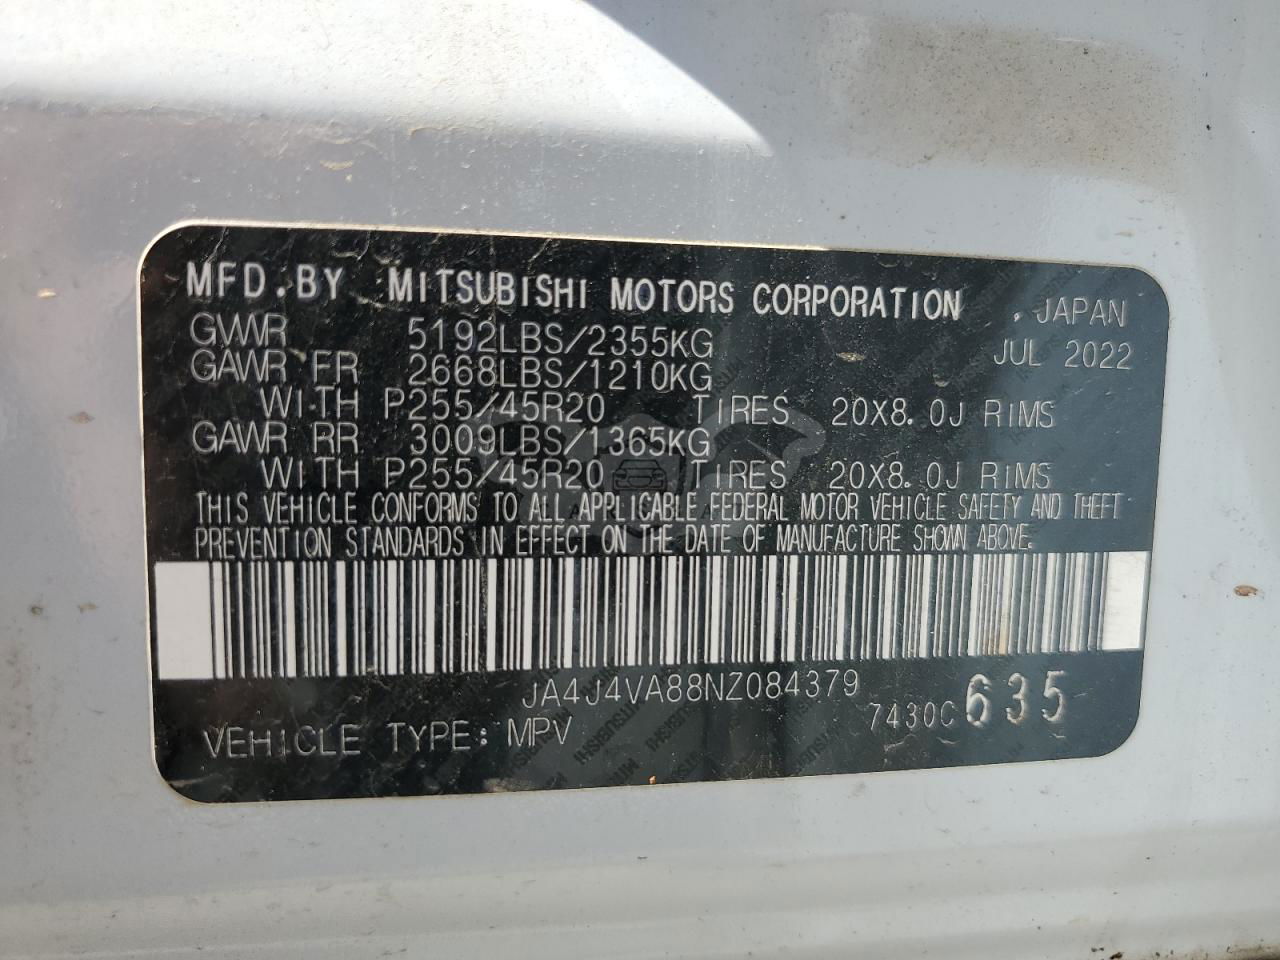 MFD.BY MITSUBISHI MOTORS CORPORATION . JAPAN
GVWR 5192LBS/2355KG JUL 2022
GAWR FR 2668LBS/1210KG
WITH P255/45R20 TIRES 20X8.0J RIMS
GAWR RR 3009LBS/1365KG
WITH P255/45R20 TIRES 20X8.0J RIMS
THIS VEHICLE CONFORMS TO ALL APPLICABLE FEDERAL MOTOR VEHICLE SAFETY AND THEFT
PREVENTION STANDARDS IN EFFECT ON THE DATE OF MANUFACTURE SHOWN ABOVE.
JA4J4VA88NZ084379
7430C 635
VEHICLE TYPE: MPV